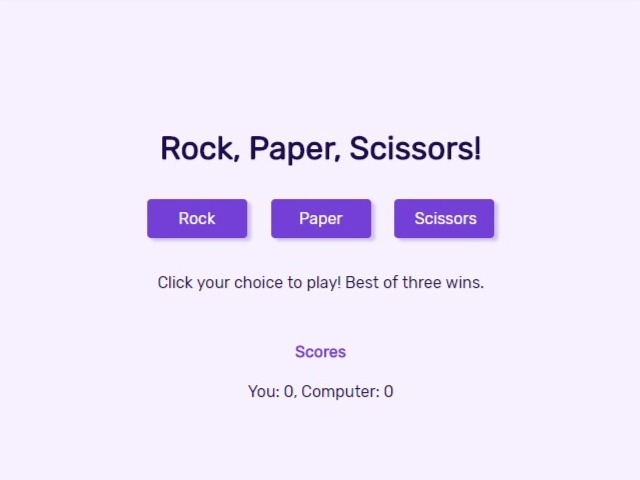 Rock, Paper, Scissors!
Rock Paper Scissors
Click your choice to play! Best of three wins.
Scores
You: 0, Computer: 0